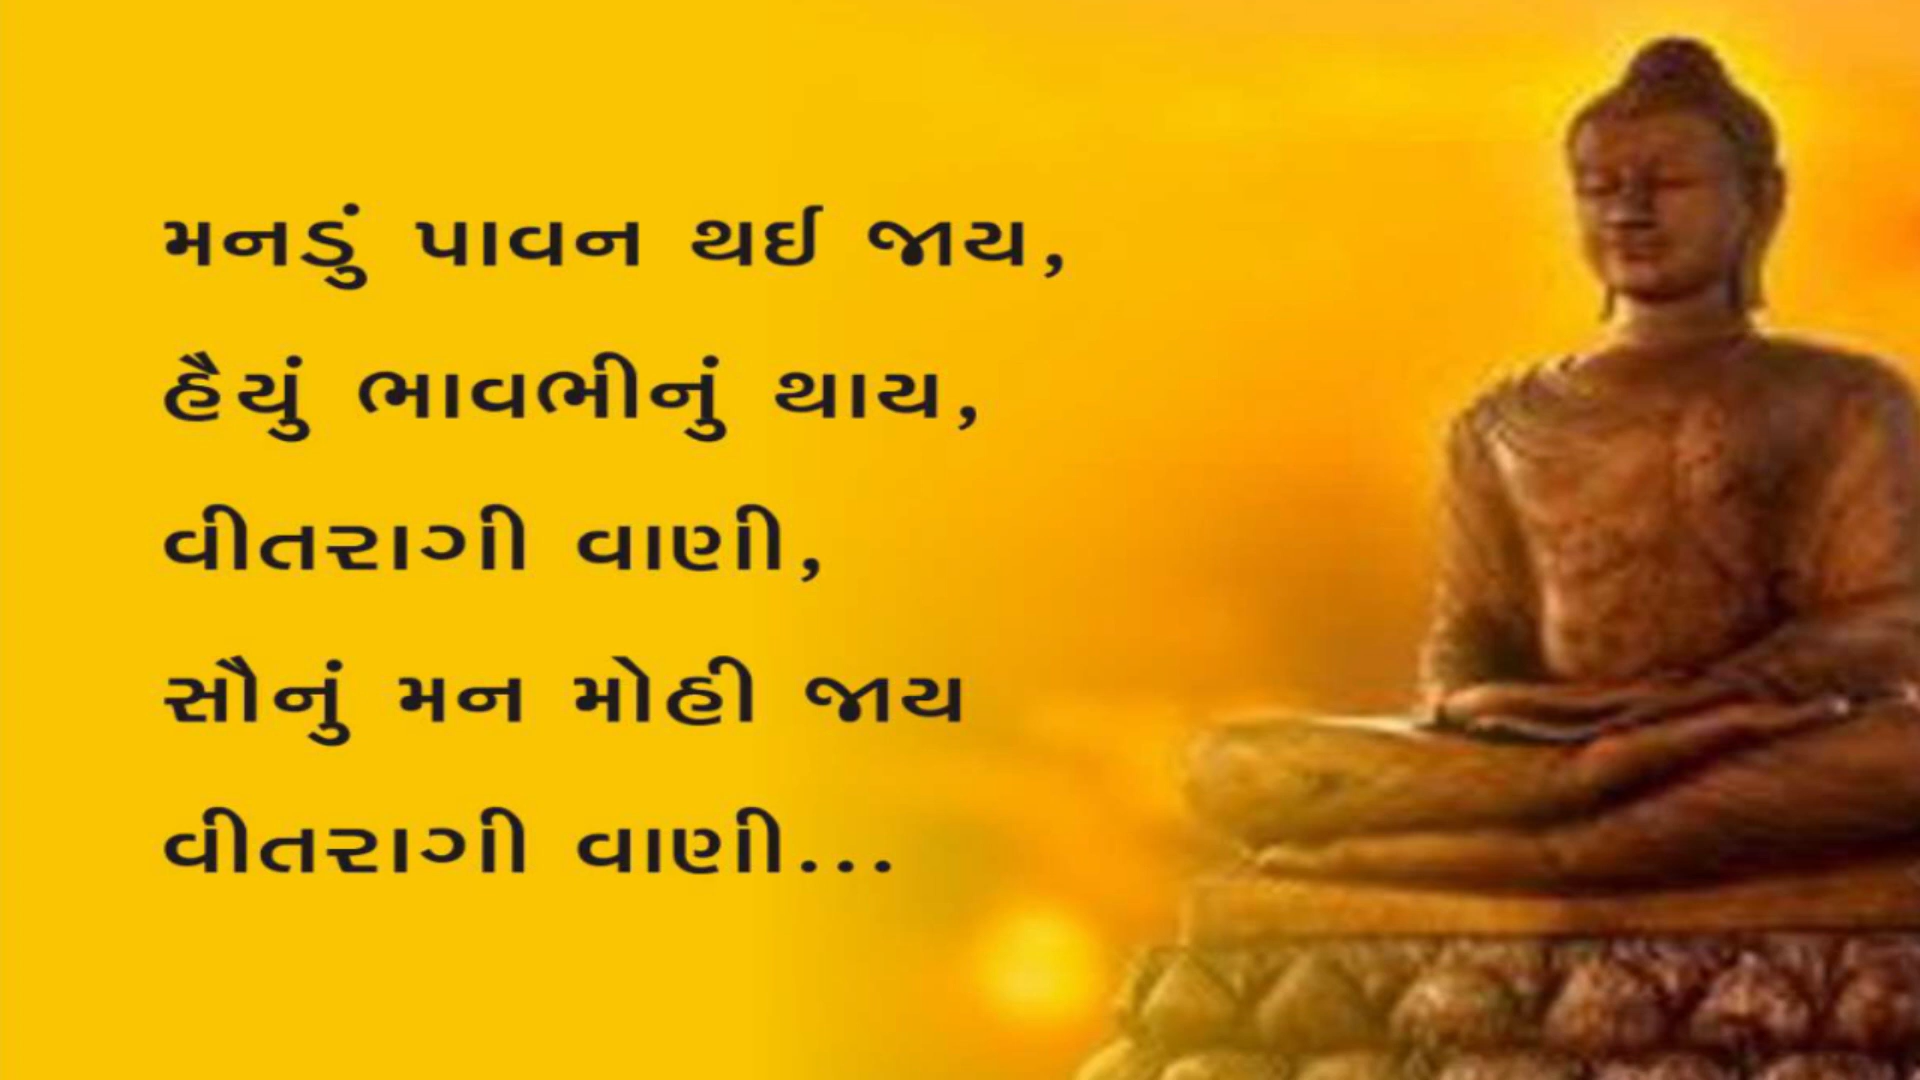 મનડું પાવન થઈ જાય,
હૈયું ભાવભીનું થાય,
વીતરાગી વાણી,
સૌનું મન મોહી જાય
વીતરાગી વાણી...